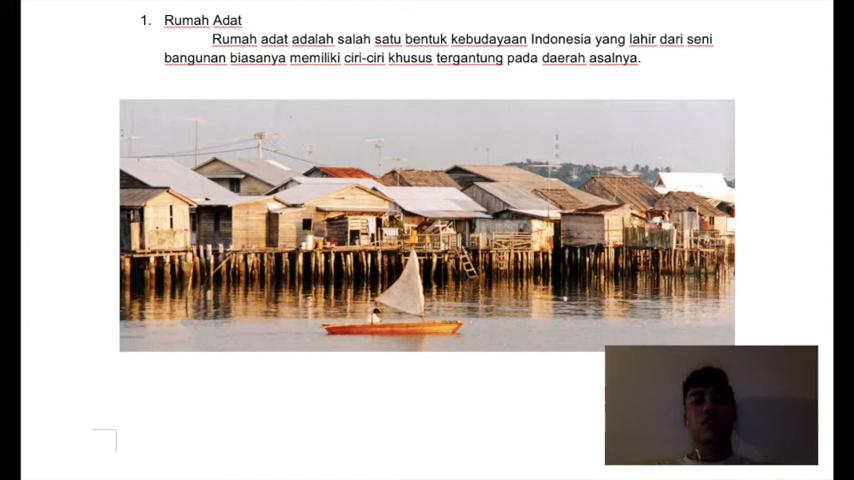 1. Rumah Adat
Rumah adat adalah salah satu bentuk kebudayaan Indonesia yang lahir dari seni
bangunan biasanya memiliki ciri-ciri khusus tergantung pada daerah asalnya.